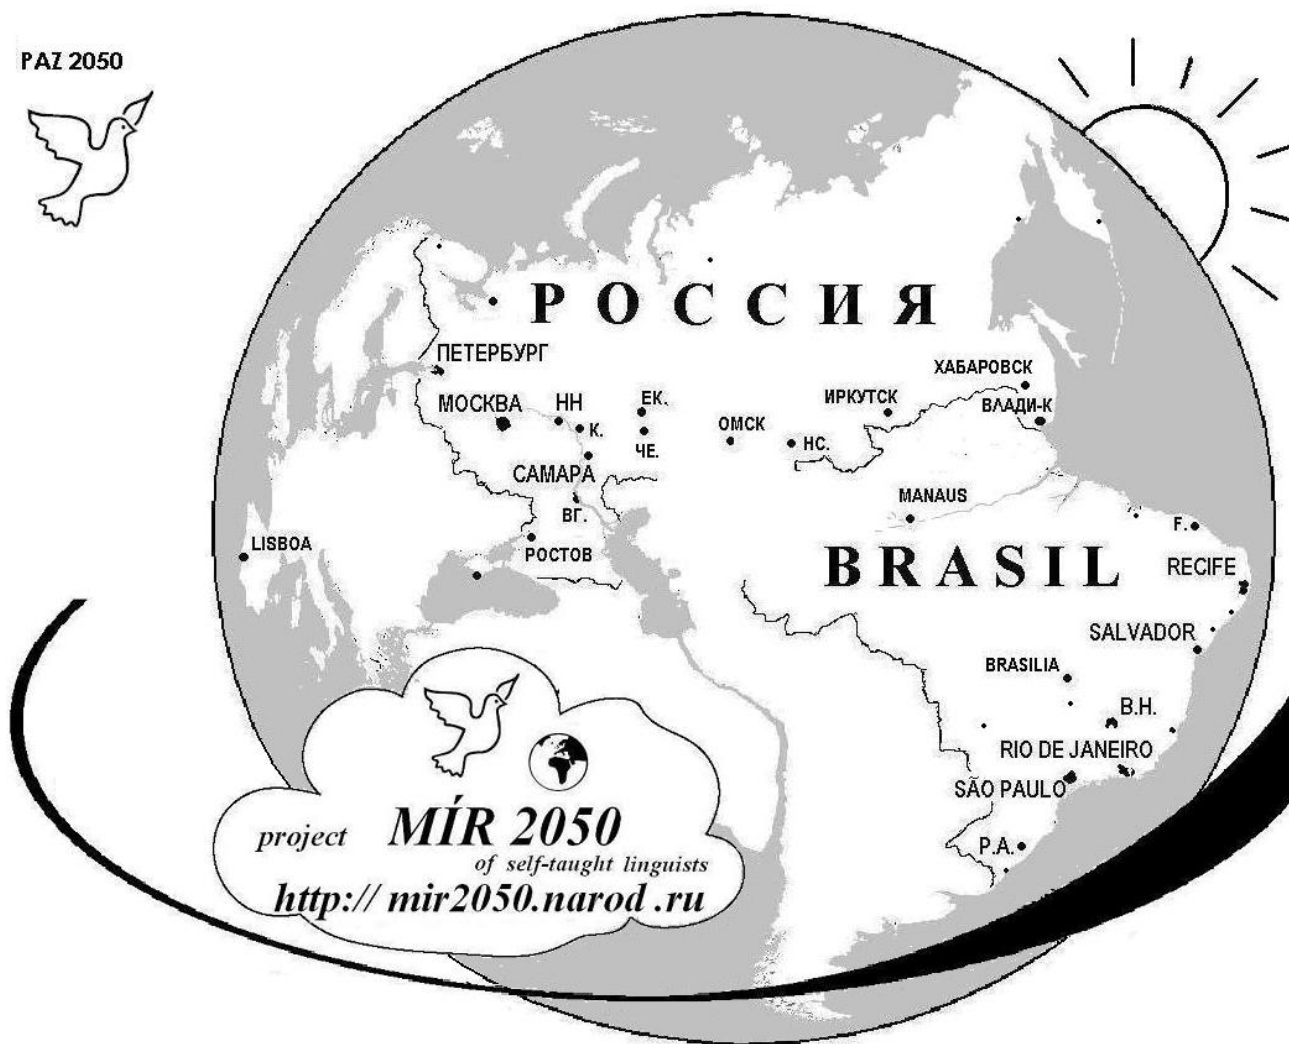 PAZ 2050
РОССИЯ
ПЕТЕРБУРГ
ХАБАРОВСК
МОСКВА
НН
ЕК.
ИРКУТСК
ВЛАДИ-К
К.
ОМСК
ЧЕ.
НС.
САМАРА
MANAUS
ВГ.
F.
LISBOA
РОСТОВ
BRASIL
RECIFE
SALVADOR
BRASILIA
B.H.
RIO DE JANEIRO
SÃO PAULO
P.A.
project MÍR 2050
of self-taught linguists
http:// mir2050.narod .ru